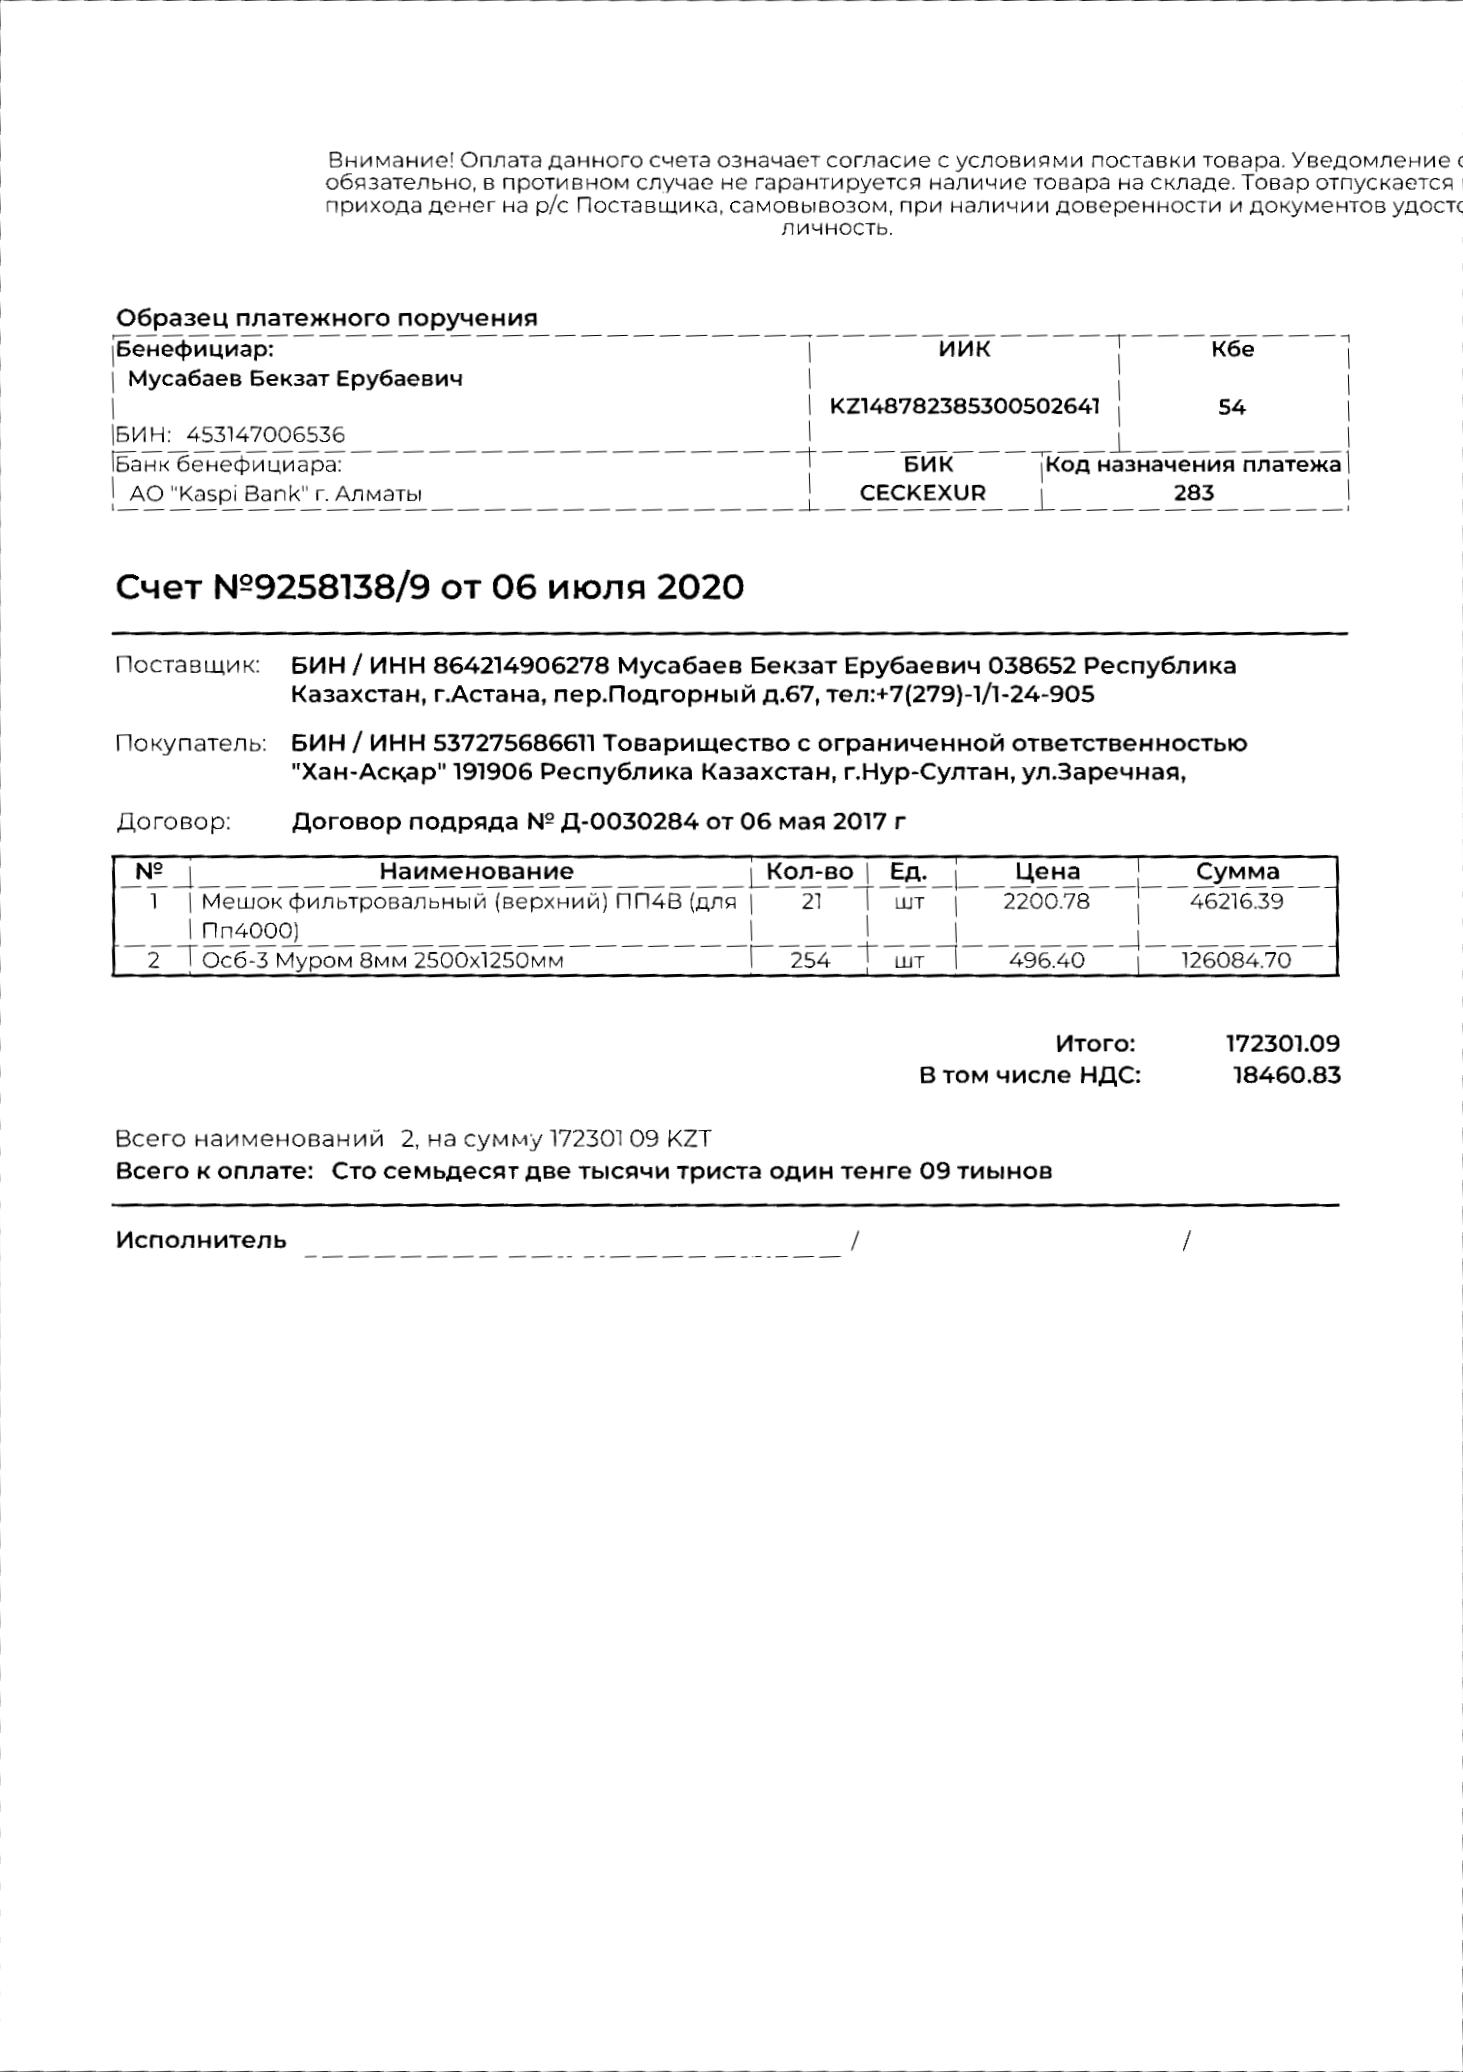 Внимание! Оплата данного счета означает согласие с условиями поставки товара. Уведомление
обязательно, в противном случае не гарантируется наличие товара на складе. Товар отпускается
прихода денег на р/с Поставщика, самовывозом, при наличии доверенности и документов
личность.
Образец платежного поручения
Бенефициар: ИИК Кбе
Мусабаев Бекзат Ерубаевич
KZ148782385300502641 54
БИН: 453147006536
Банк бенефициара: БИК Код назначения платежа
АО "Kaspi Bank" г. Алматы CECKEXUR 283
Счет №9258138/9 от 06 июля 2020
Поставщик: БИН / ИНН 864214906278 Мусабаев Бекзат Ерубаевич 038652 Республика
Казахстан, г.Астана, пер.Подгорный д.67, тел:+7(279)-1/1-24-905
Покупатель: БИН / ИНН 537275686611 Товарищество с ограниченной ответственностью
"Хан-Асқар" 191906 Республика Казахстан, г.Нур-Султан, ул.Заречная,
Договор: Договор подряда № Д-0030284 от 06 мая 2017 г
№ Наименование Кол-во Ед. Цена Сумма
1 Мешок фильтровальный (верхний) ПП4В (для 21 шт 2200.78 46216.39
Пп4000)
2 Осб-3 Муром 8мм 2500х1250мм 254 шт 496.40 126084.70
Итого: 172301.09
В том числе НДС: 18460.83
Всего наименований 2, на сумму 172301 09 KZT
Всего к оплате: Сто семьдесят две тысячи триста один тенге 09 тиынов
Исполнитель / /